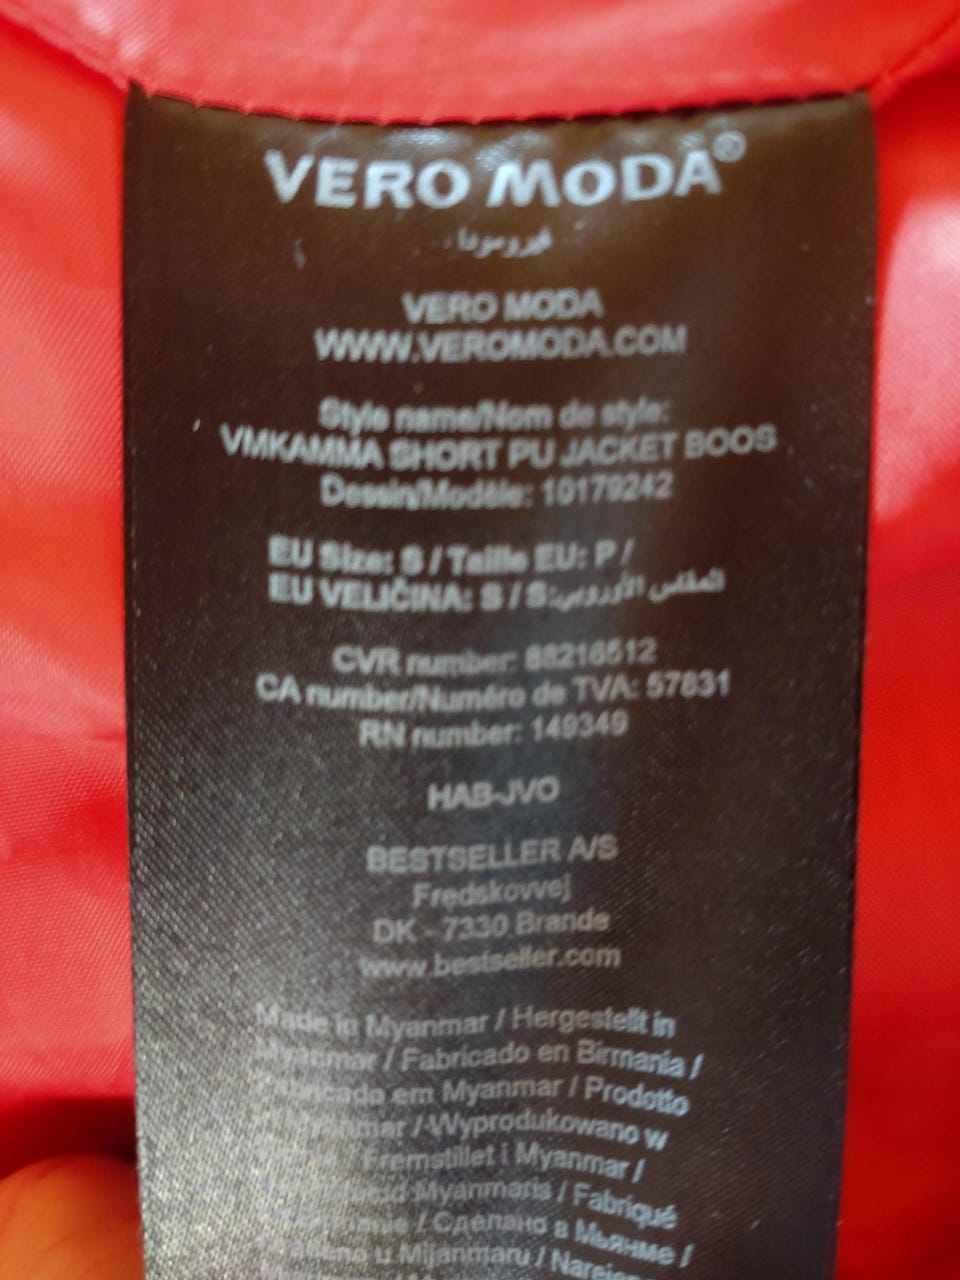 VERO MODA®
فيرومودا
VERO MODA
WWW.VEROMODA.COM
Style name/Nom de style:
VMKAMMA SHORT PU JACKET BOOS
Dessin/Modèle: 10179242
EU Size: S / Taille EU: P /
EU VELIČINA: S / S:المقاس الأوروبي
CVR number: 88216512
CA number/Numéro de TVA: 57831
RN number: 149349
HAB-JVO
BESTSELLER A/S
Fredskovvej
DK - 7330 Brande
www.bestseller.com
Made in Myanmar / Hergestellt in
Myanmar / Fabricado en Birmania /
Fabricado em Myanmar / Prodotto
Myanmar / Wyprodukowano w
/ Fremstillet i Myanmar /
Myanmaris / Fabriqué
/ Сделано в Мьянме /
u Mijanmaru /